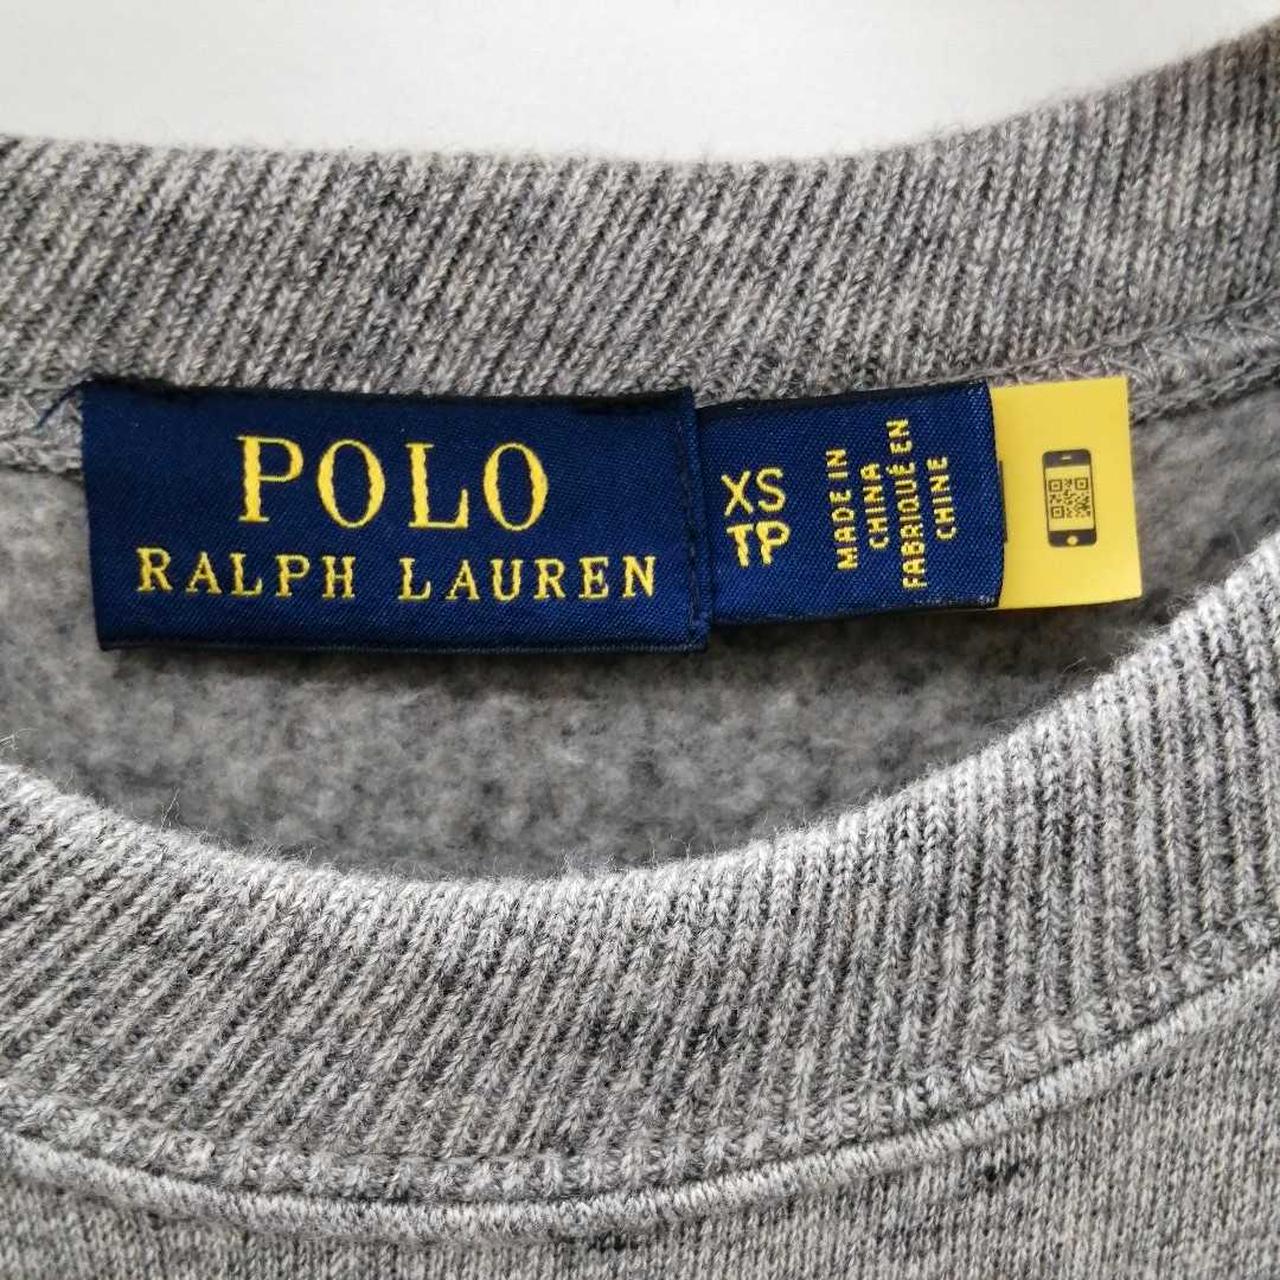 POLO
RALPH LAUREN
XS
TP
MADE IN
CHINA
FABRIQUÉ EN
CHINE